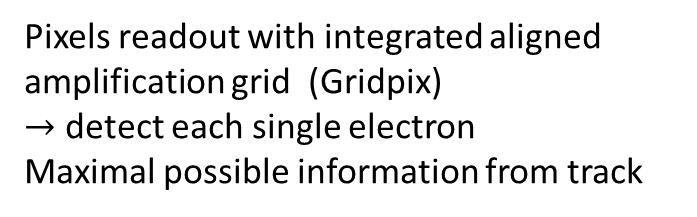 Pixels readout with integrated aligned
amplification grid (Gridpix)
→ detect each single electron
Maximal possible information from track